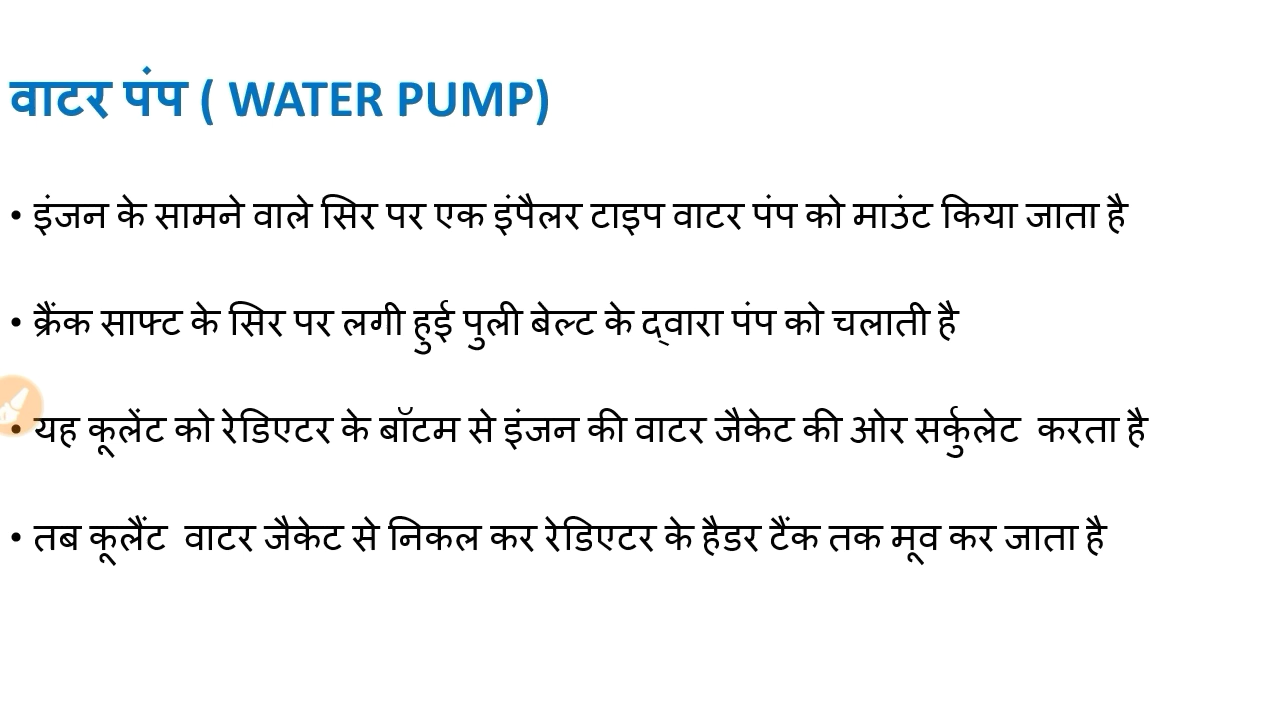 वाटर पंप ( WATER PUMP)
• इंजन के सामने वाले सिर पर एक इंपैलर टाइप वाटर पंप को माउंट किया जाता है
• क्रैंक साफ्ट के सिर पर लगी हुई पुली बेल्ट के द्वारा पंप को चलाती है
• यह कूलेंट को रेडिएटर के बॉटम से इंजन की वाटर जैकेट की ओर सर्कुलेट करता है
• तब कूलैंट वाटर जैकेट से निकल कर रेडिएटर के हैडर टैंक तक मूव कर जाता है